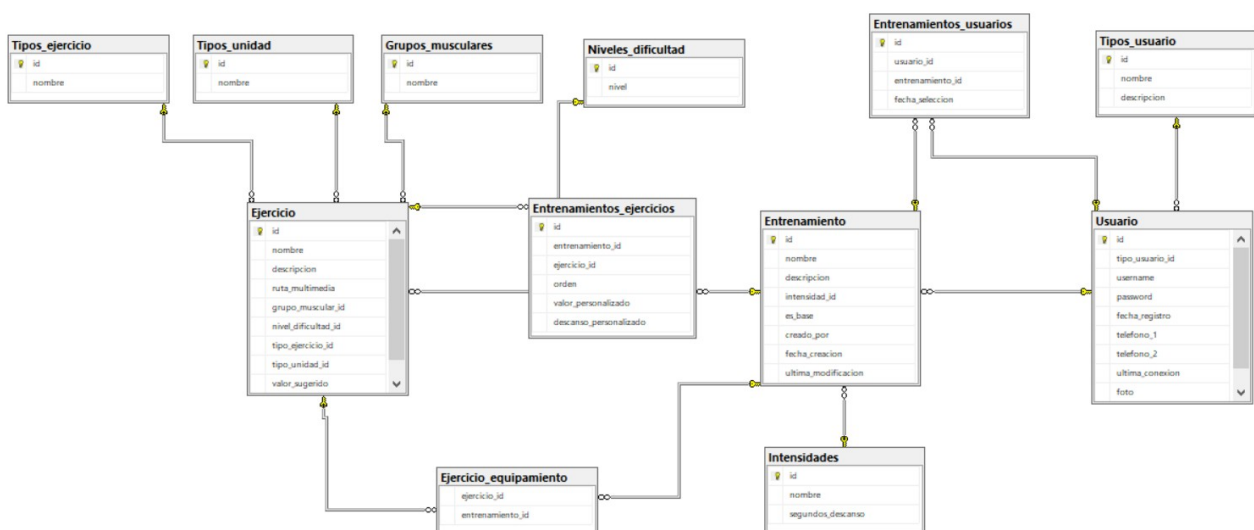 Tipos_ejercicio
id
nombre
Tipos_unidad
id
nombre
Grupos_musculares
id
nombre
Niveles_dificultad
id
nivel
Entrenamientos_usuarios
id
usuario_id
entrenamiento_id
fecha_seleccion
Tipos_usuario
id
nombre
descripcion
Ejercicio
id
nombre
descripcion
ruta_multimedia
grupo_muscular_id
nivel_dificultad_id
tipo_ejercicio_id
tipo_unidad_id
valor_sugerido
Entrenamientos_ejercicios
id
entrenamiento_id
ejercicio_id
orden
valor_personalizado
descanso_personalizado
Entrenamiento
id
nombre
descripcion
intensidad_id
es_base
creado_por
fecha_creacion
ultima_modificacion
Usuario
id
tipo_usuario_id
username
password
fecha_registro
telefono_1
telefono_2
ultima_conexion
foto
Ejercicio_equipamiento
ejercicio_id
entrenamiento_id
Intensidades
id
nombre
segundos_descanso